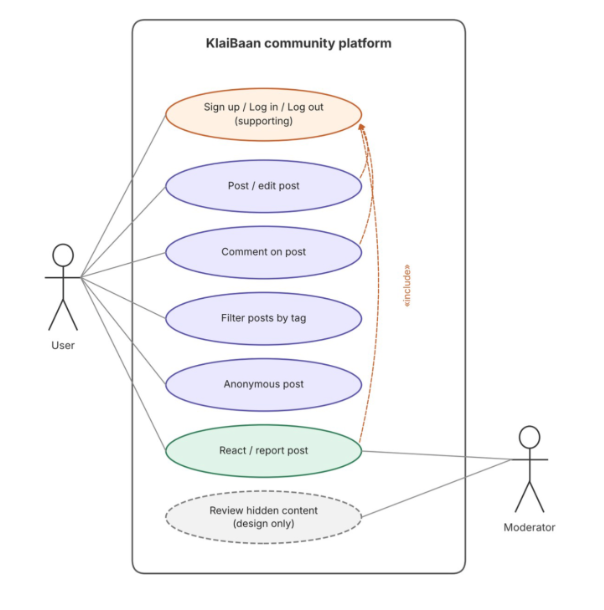 KlaiBaan community platform
Sign up / Log in / Log out
(supporting)
Post / edit post
Comment on post
«include»
Filter posts by tag
User
Anonymous post
React / report post
Review hidden content
(design only)
Moderator